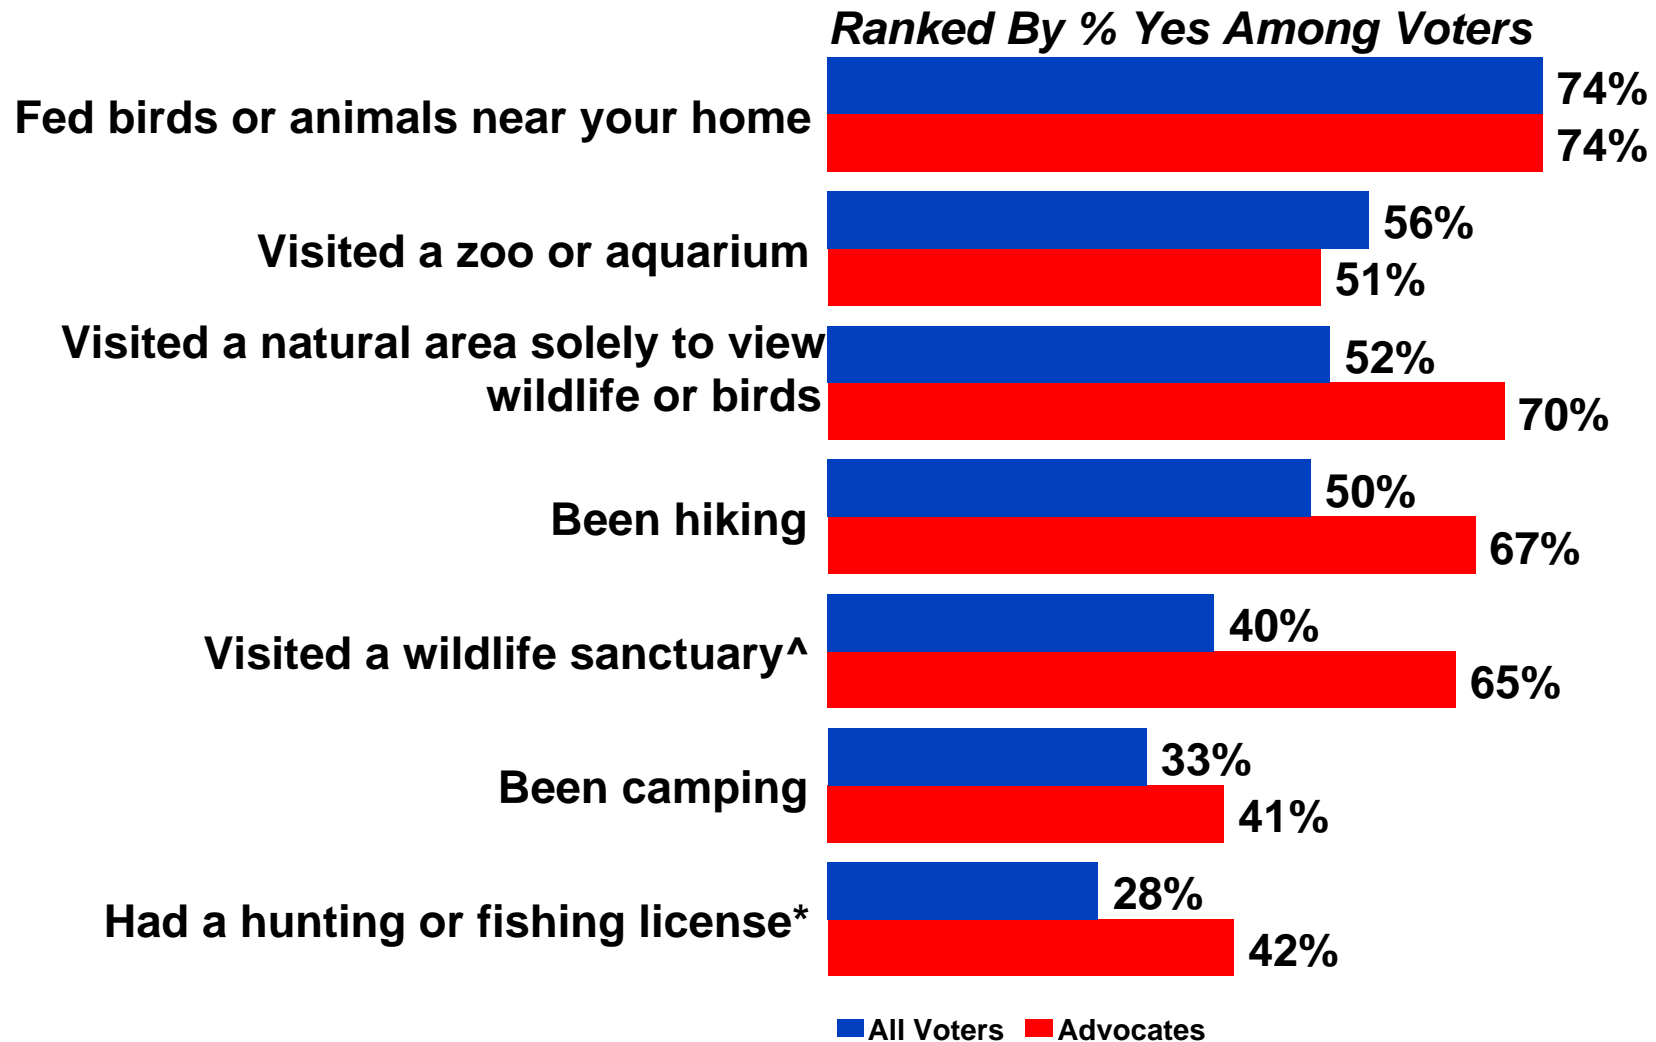 Ranked By % Yes Among Voters
Fed birds or animals near your home
74%
74%
Visited a zoo or aquarium
56%
51%
Visited a natural area solely to view
wildlife or birds
52%
70%
Been hiking
50%
67%
Visited a wildlife sanctuary^
40%
65%
Been camping
33%
41%
Had a hunting or fishing license*
28%
42%
All Voters Advocates